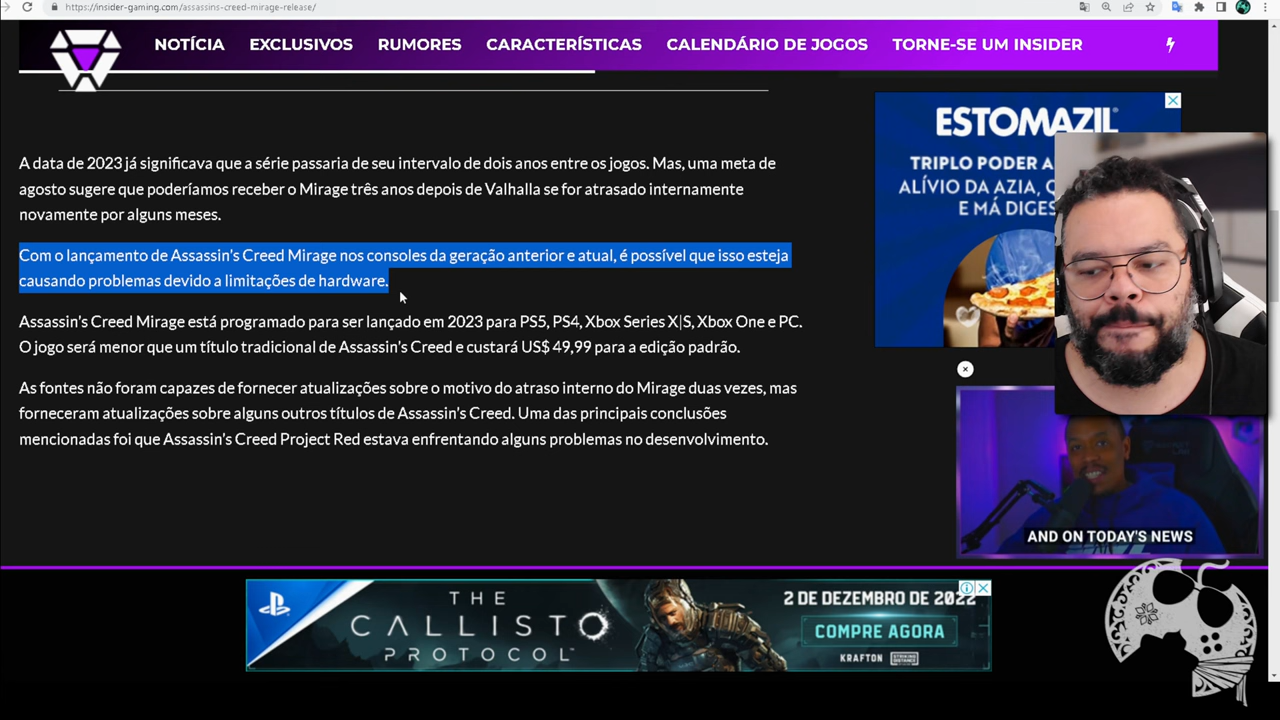 https://insider-gaming.com/assassins-creed-mirage-release/
NOTÍCIA EXCLUSIVOS RUMORES CARACTERÍSTICAS CALENDÁRIO DE JOGOS TORNE-SE UM INSIDER
A data de 2023 já significava que a série passaria de seu intervalo de dois anos entre os jogos. Mas, uma meta de
agosto sugere que poderíamos receber o Mirage três anos depois de Valhalla se for atrasado internamente
novamente por alguns meses.
Com o lançamento de Assassin's Creed Mirage nos consoles da geração anterior e atual, é possível que isso esteja
causando problemas devido a limitações de hardware.
Assassin's Creed Mirage está programado para ser lançado em 2023 para PS5, PS4, Xbox Series X|S, Xbox One e PC.
O jogo será menor que um título tradicional de Assassin's Creed e custará US$ 49,99 para a edição padrão.
As fontes não foram capazes de fornecer atualizações sobre o motivo do atraso interno do Mirage duas vezes, mas
forneceram atualizações sobre alguns outros títulos de Assassin's Creed. Uma das principais conclusões
mencionadas foi que Assassin's Creed Project Red estava enfrentando alguns problemas no desenvolvimento.
ESTOMAZIL
TRIPLO PODER A
ALÍVIO DA AZIA,
E MÁ DIGES
AND ON TODAY'S NEWS
THE
CALLISTO
PROTOCOL
2 DE DEZEMBRO DE 2022
COMPRE AGORA
KRAFTON STRIKING DISTANCE